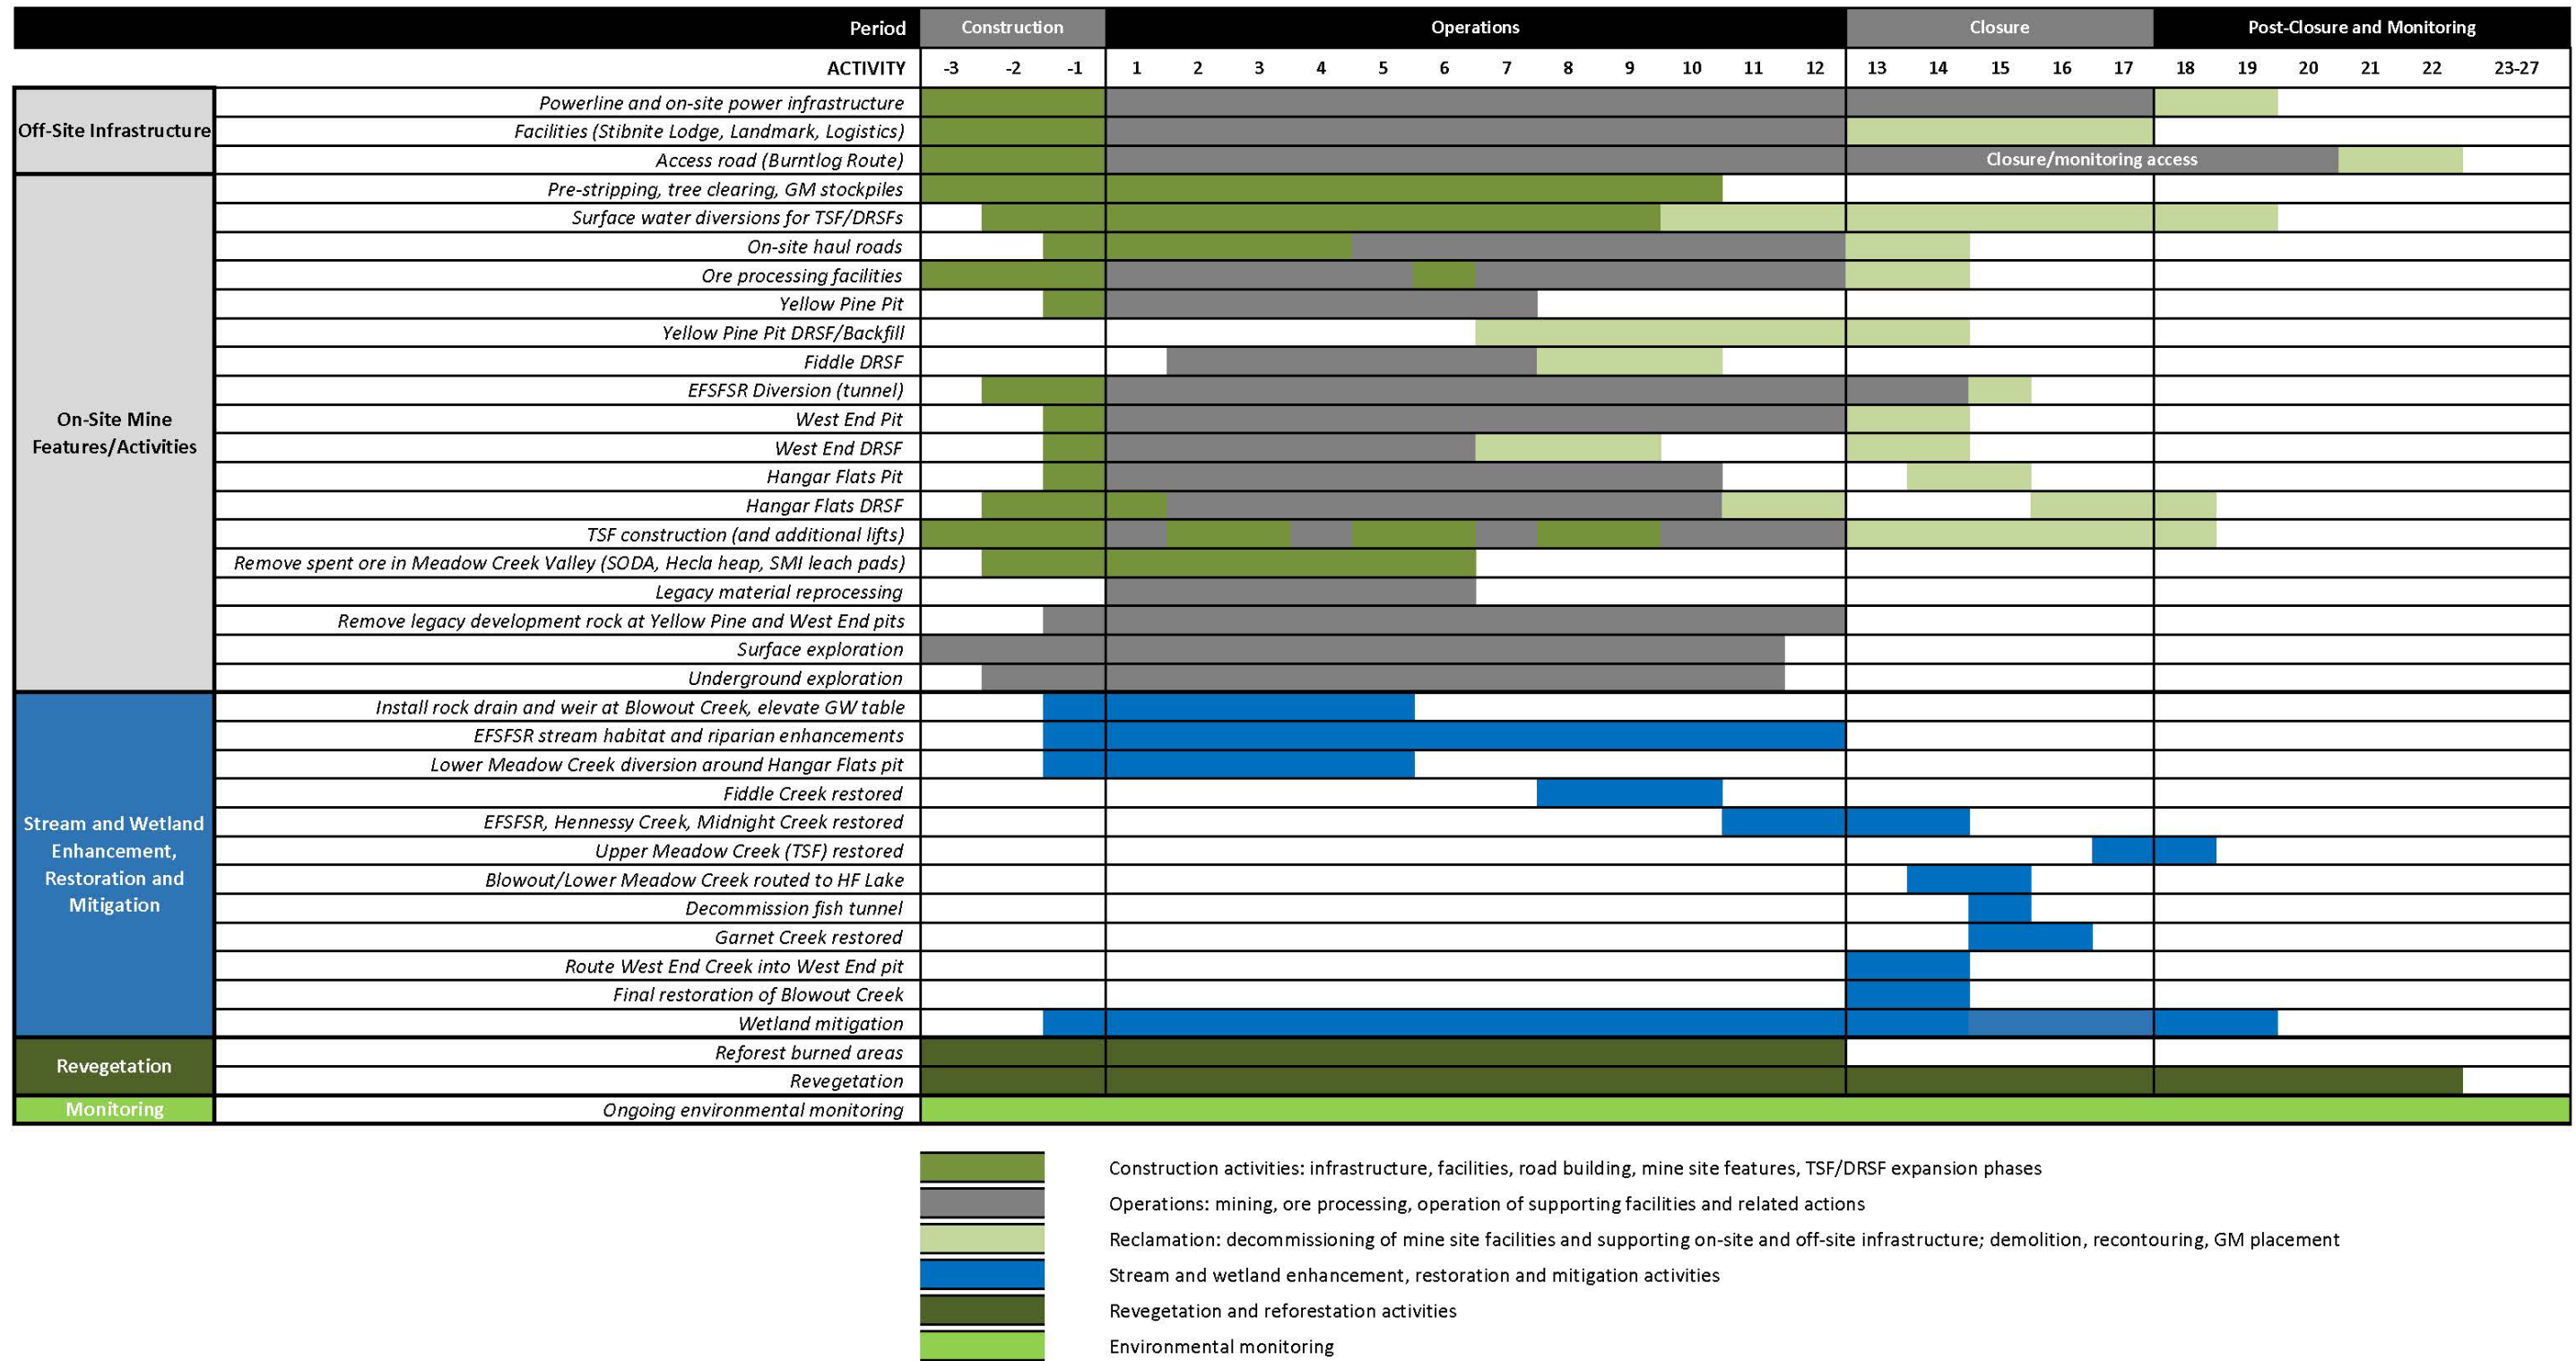 Period Construction Operations Closure Post-Closure and Monitoring
ACTIVITY -3 -2 -1 1 2 3 4 5 6 7 8 9 10 11 12 13 14 15 16 17 18 19 20 21 22 23-27
Off-Site Infrastructure
Powerline and on-site power infrastructure
Facilities (Stibnite Lodge, Landmark, Logistics)
Access road (Burntlog Route) Closure/monitoring access
On-Site Mine
Features/Activities
Pre-stripping, tree clearing, GM stockpiles
Surface water diversions for TSF/DRSFs
On-site haul roads
Ore processing facilities
Yellow Pine Pit
Yellow Pine Pit DRSF/Backfill
Fiddle DRSF
EFSFSR Diversion (tunnel)
West End Pit
West End DRSF
Hangar Flats Pit
Hangar Flats DRSF
TSF construction (and additional lifts)
Remove spent ore in Meadow Creek Valley (SODA, Hecla heap, SMI leach pads)
Legacy material reprocessing
Remove legacy development rock at Yellow Pine and West End pits
Surface exploration
Underground exploration
Stream and Wetland
Enhancement,
Restoration and
Mitigation
Install rock drain and weir at Blowout Creek, elevate GW table
EFSFSR stream habitat and riparian enhancements
Lower Meadow Creek diversion around Hangar Flats pit
Fiddle Creek restored
EFSFSR, Hennessy Creek, Midnight Creek restored
Upper Meadow Creek (TSF) restored
Blowout/Lower Meadow Creek routed to HF Lake
Decommission fish tunnel
Garnet Creek restored
Route West End Creek into West End pit
Final restoration of Blowout Creek
Wetland mitigation
Revegetation
Reforest burned areas
Revegetation
Monitoring
Ongoing environmental monitoring
Construction activities: infrastructure, facilities, road building, mine site features, TSF/DRSF expansion phases
Operations: mining, ore processing, operation of supporting facilities and related actions
Reclamation: decommissioning of mine site facilities and supporting on-site and off-site infrastructure; demolition, recontouring, GM placement
Stream and wetland enhancement, restoration and mitigation activities
Revegetation and reforestation activities
Environmental monitoring